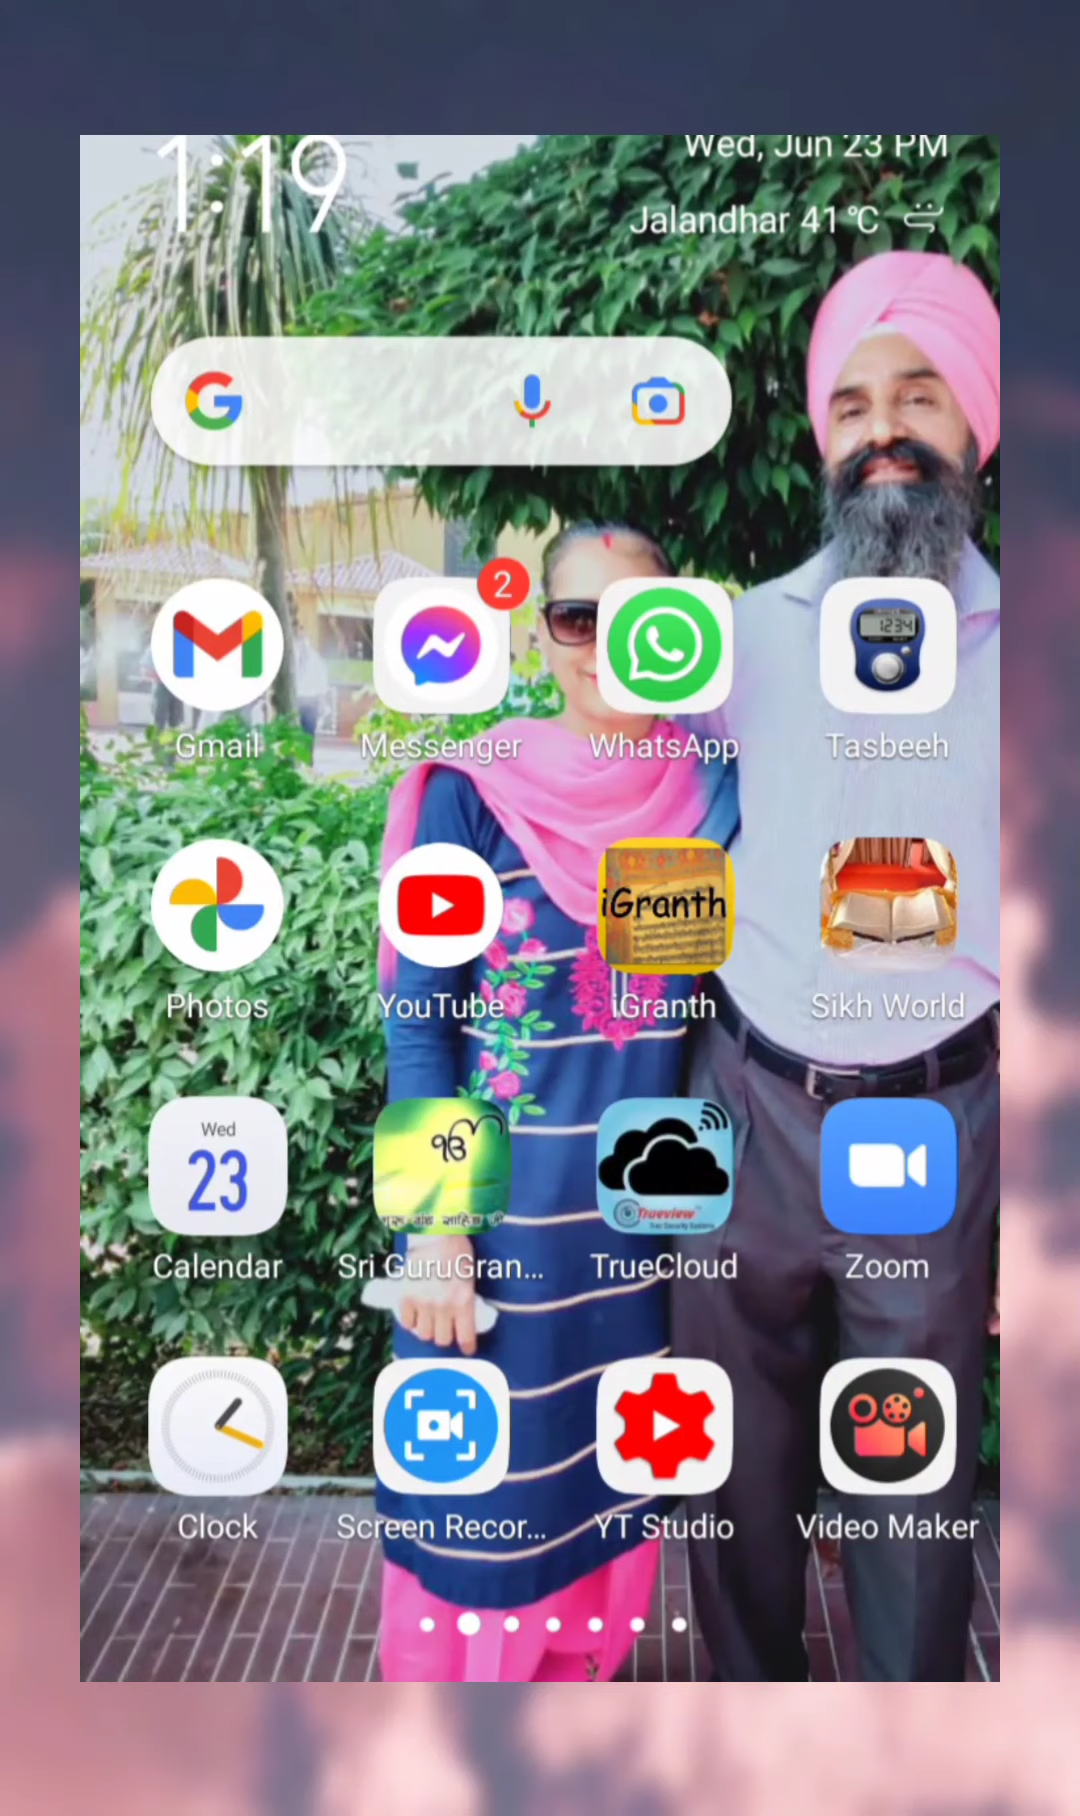 1:19
Wed, Jun 23 PM
Jalandhar 41 °C
2
1234
Gmail
Messenger
WhatsApp
Tasbeeh
iGranth
Photos
YouTube
iGranth
Sikh World
Wed
23
ੴ
Trueview
Calendar
Sri GuruGran...
TrueCloud
Zoom
Clock
Screen Recor...
YT Studio
Video Maker